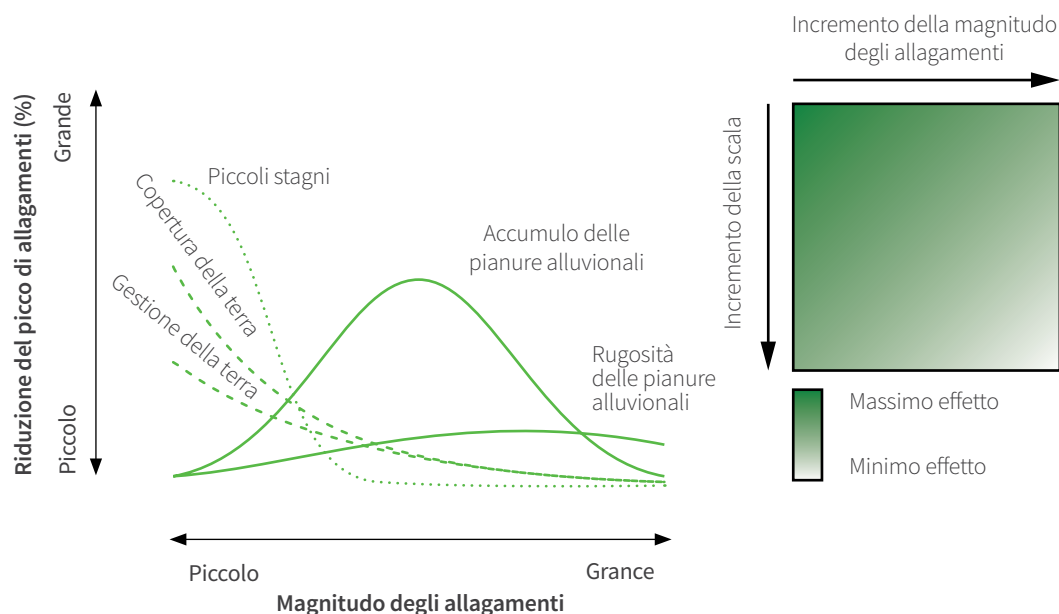 Incremento della magnitudo
degli allagamenti
Riduzione del picco di allagamenti (%)
Grande
Piccolo
Piccoli stagni
Copertura della terra
Gestione della terra
Accumulo delle
pianure alluvionali
Rugosità
delle pianure
alluvionali
Incremento della scala
Massimo effetto
Minimo effetto
Piccolo
Grance
Magnitudo degli allagamenti